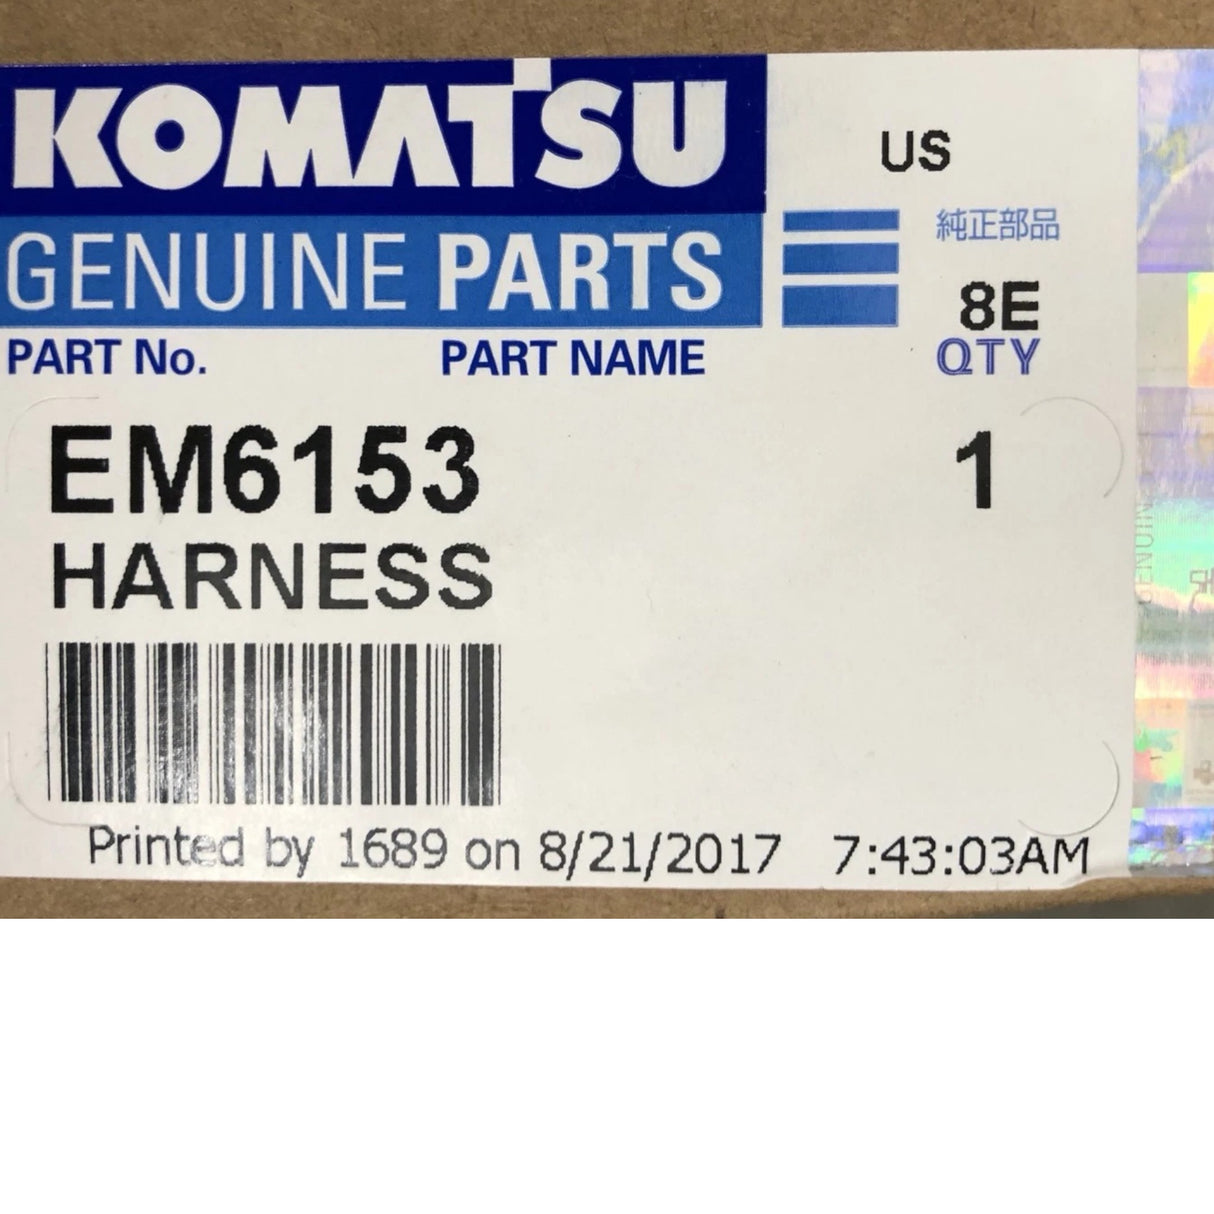 KOMATSU
US
GENUINE PARTS
純正部品
8E
PART No. PART NAME QTY
EM6153 1
HARNESS
Printed by 1689 on 8/21/2017 7:43:03AM